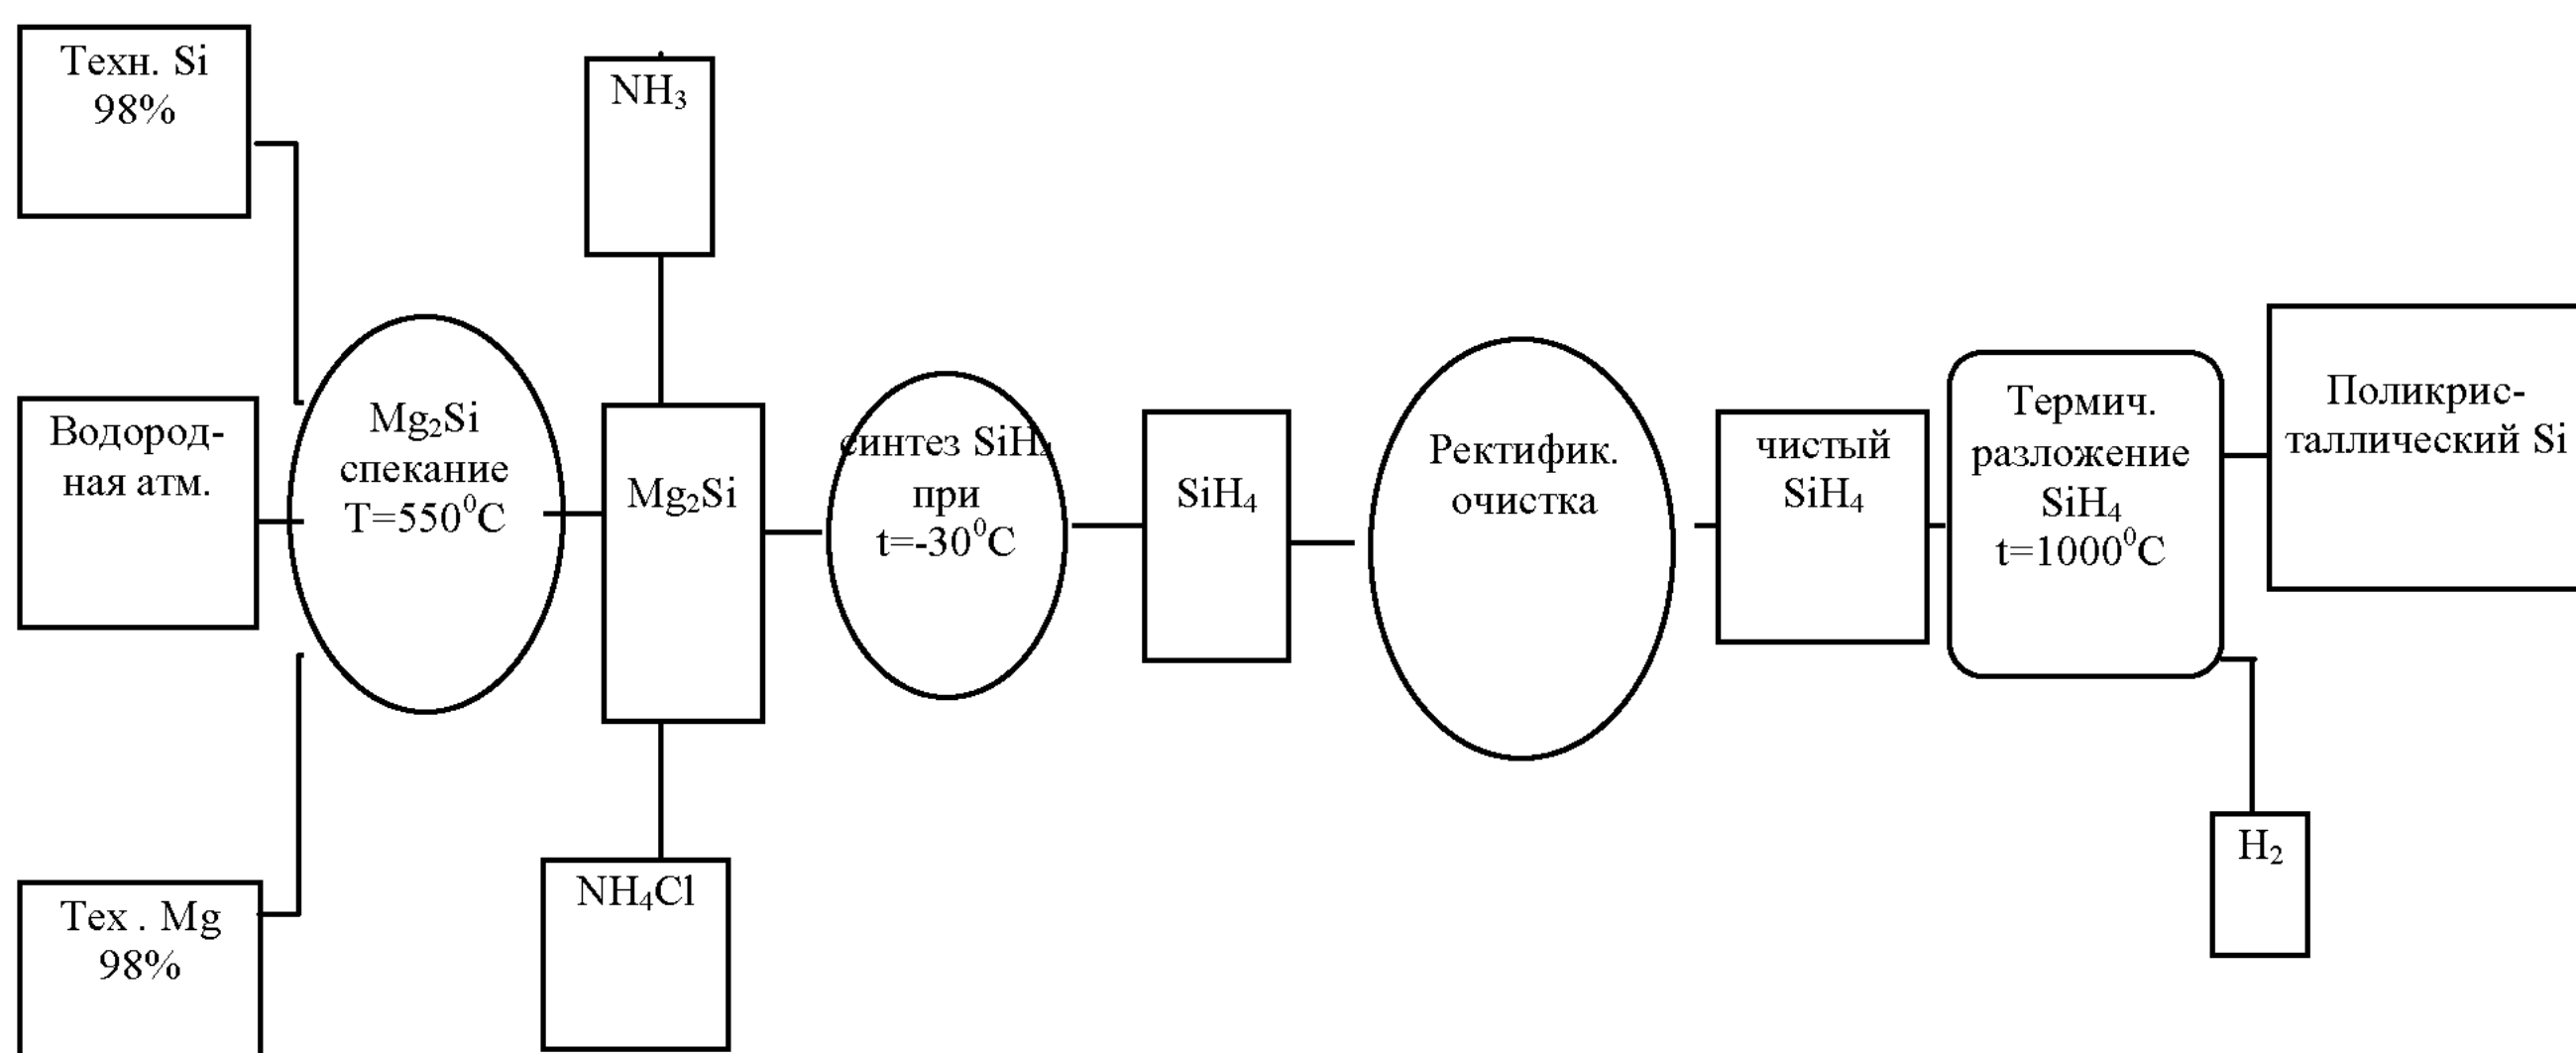 Техн. Si
98%
Водород-
ная атм.
Тех . Mg
98%
Mg₂Si
спекание
T=550⁰C
NH₃
Mg₂Si
NH₄Cl
синтез SiH₄
при
t=-30⁰C
SiH₄
Ректифик.
очистка
чистый
SiH₄
Термич.
разложение
SiH₄
t=1000⁰C
Поликрис-
таллический Si
H₂